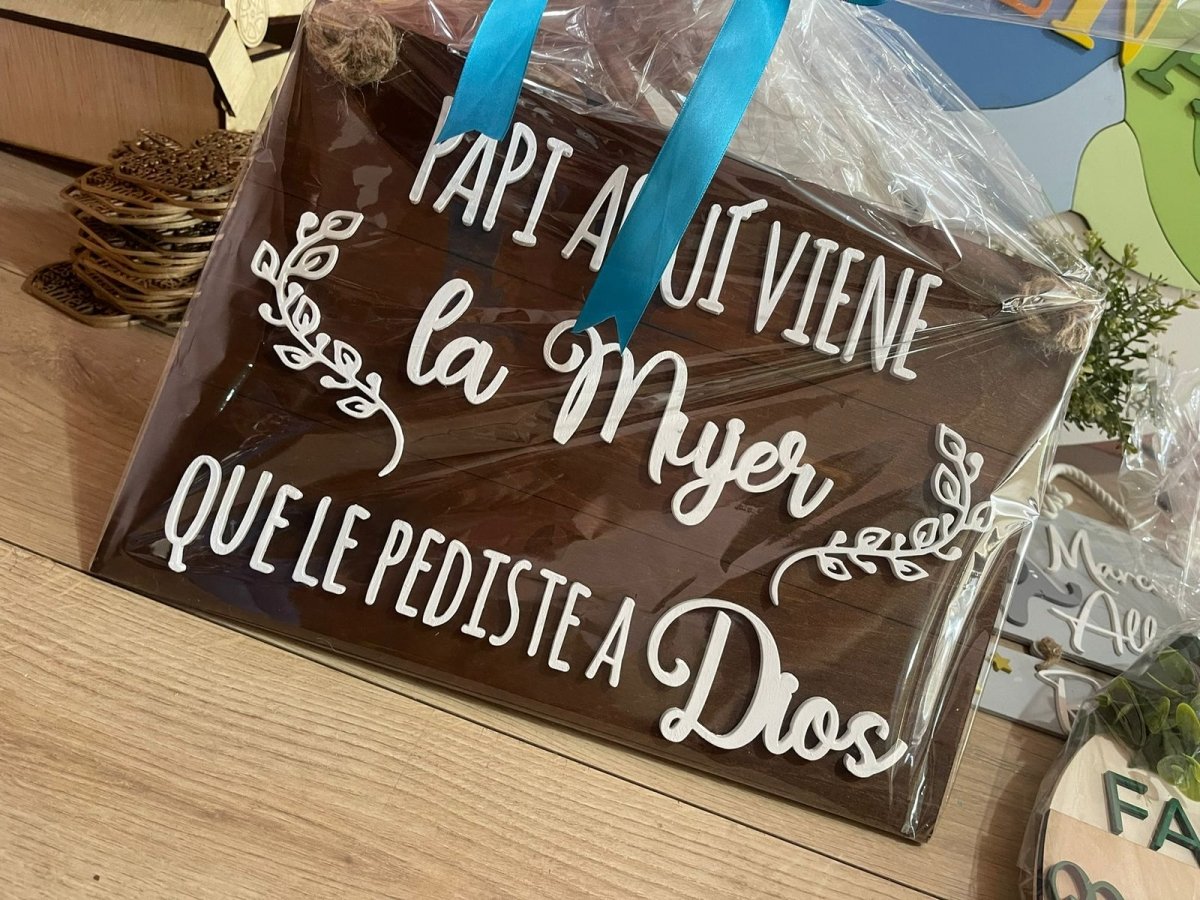 PAPI AQUÍ VIENE
la Mujer
QUE LE PEDISTE A Dios